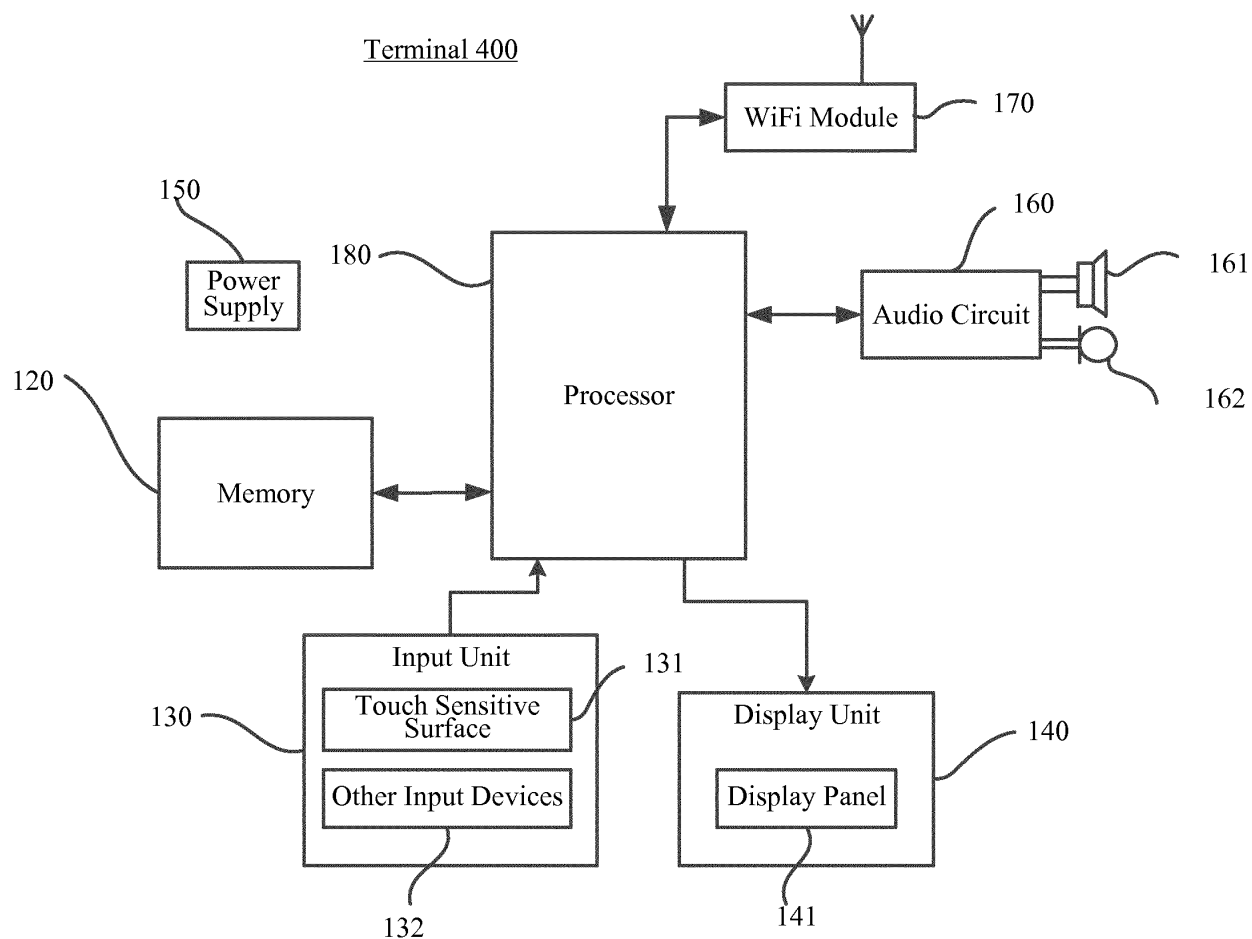 Terminal 400
WiFi Module
170
150
180
160
161
Power
Supply
Audio Circuit
120
Processor
162
Memory
Input Unit
131
130
Touch Sensitive
Surface
Display Unit
140
Other Input Devices
Display Panel
132
141